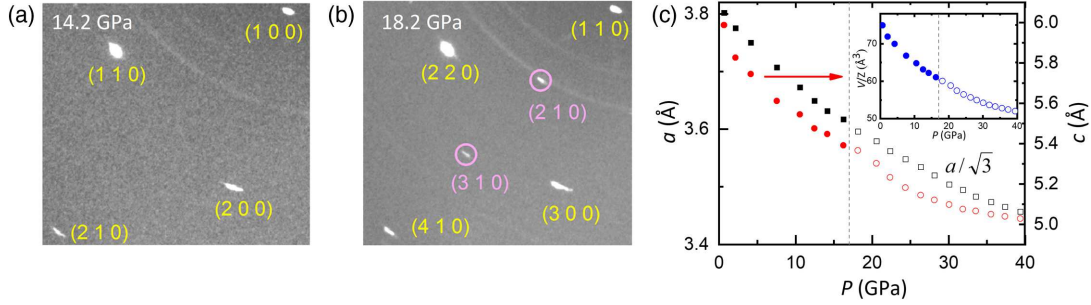 (a)
14.2 GPa
(1 0 0)
(1 1 0)
(2 0 0)
(2 1 0)
(b)
18.2 GPa
(1 1 0)
(2 2 0)
(2 1 0)
(3 1 0)
(3 0 0)
(4 1 0)
(c)
3.8
3.6
3.4
a (Å)
0
10
20
30
40
P (GPa)
6.0
5.8
5.6
5.4
5.2
5.0
c (Å)
a/√3
V/Z (Å³)
70
60
50
0
10
20
30
40
P (GPa)